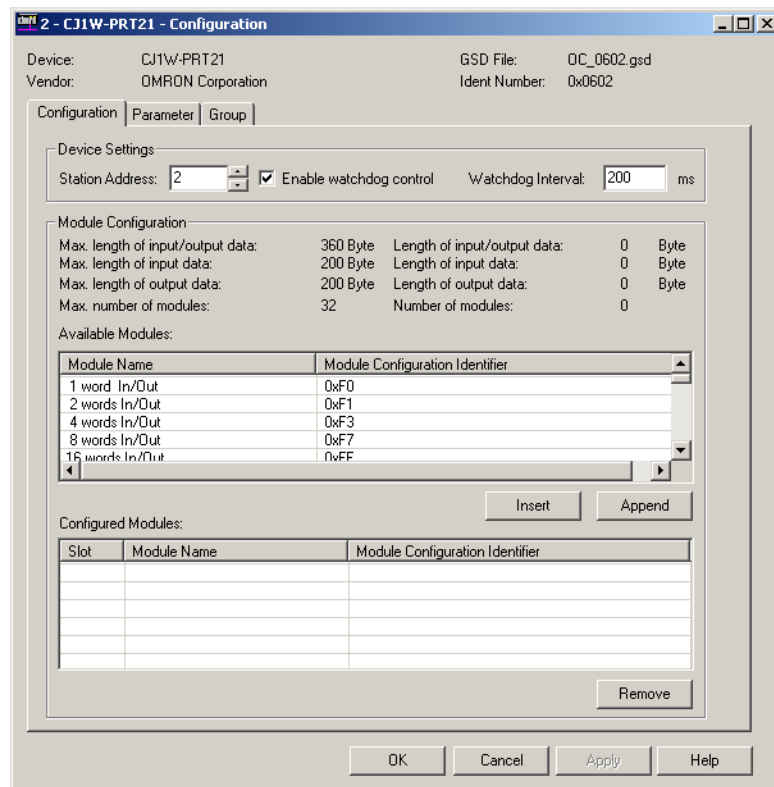 2 - CJ1W-PRT21 - Configuration
Device: CJ1W-PRT21 GSD File: OC_0602.gsd
Vendor: OMRON Corporation Ident Number: 0x0602
Configuration Parameter Group
Device Settings
Station Address: 2 Enable watchdog control Watchdog Interval: 200 ms
Module Configuration
Max. length of input/output data: 360 Byte Length of input/output data: 0 Byte
Max. length of input data: 200 Byte Length of input data: 0 Byte
Max. length of output data: 200 Byte Length of output data: 0 Byte
Max. number of modules: 32 Number of modules: 0
Available Modules:
Module Name Module Configuration Identifier
1 word In/Out 0xF0
2 words In/Out 0xF1
4 words In/Out 0xF3
8 words In/Out 0xF7
16 words In/Out 0xFF
Insert Append
Configured Modules:
Slot Module Name Module Configuration Identifier
Remove
OK Cancel Apply Help